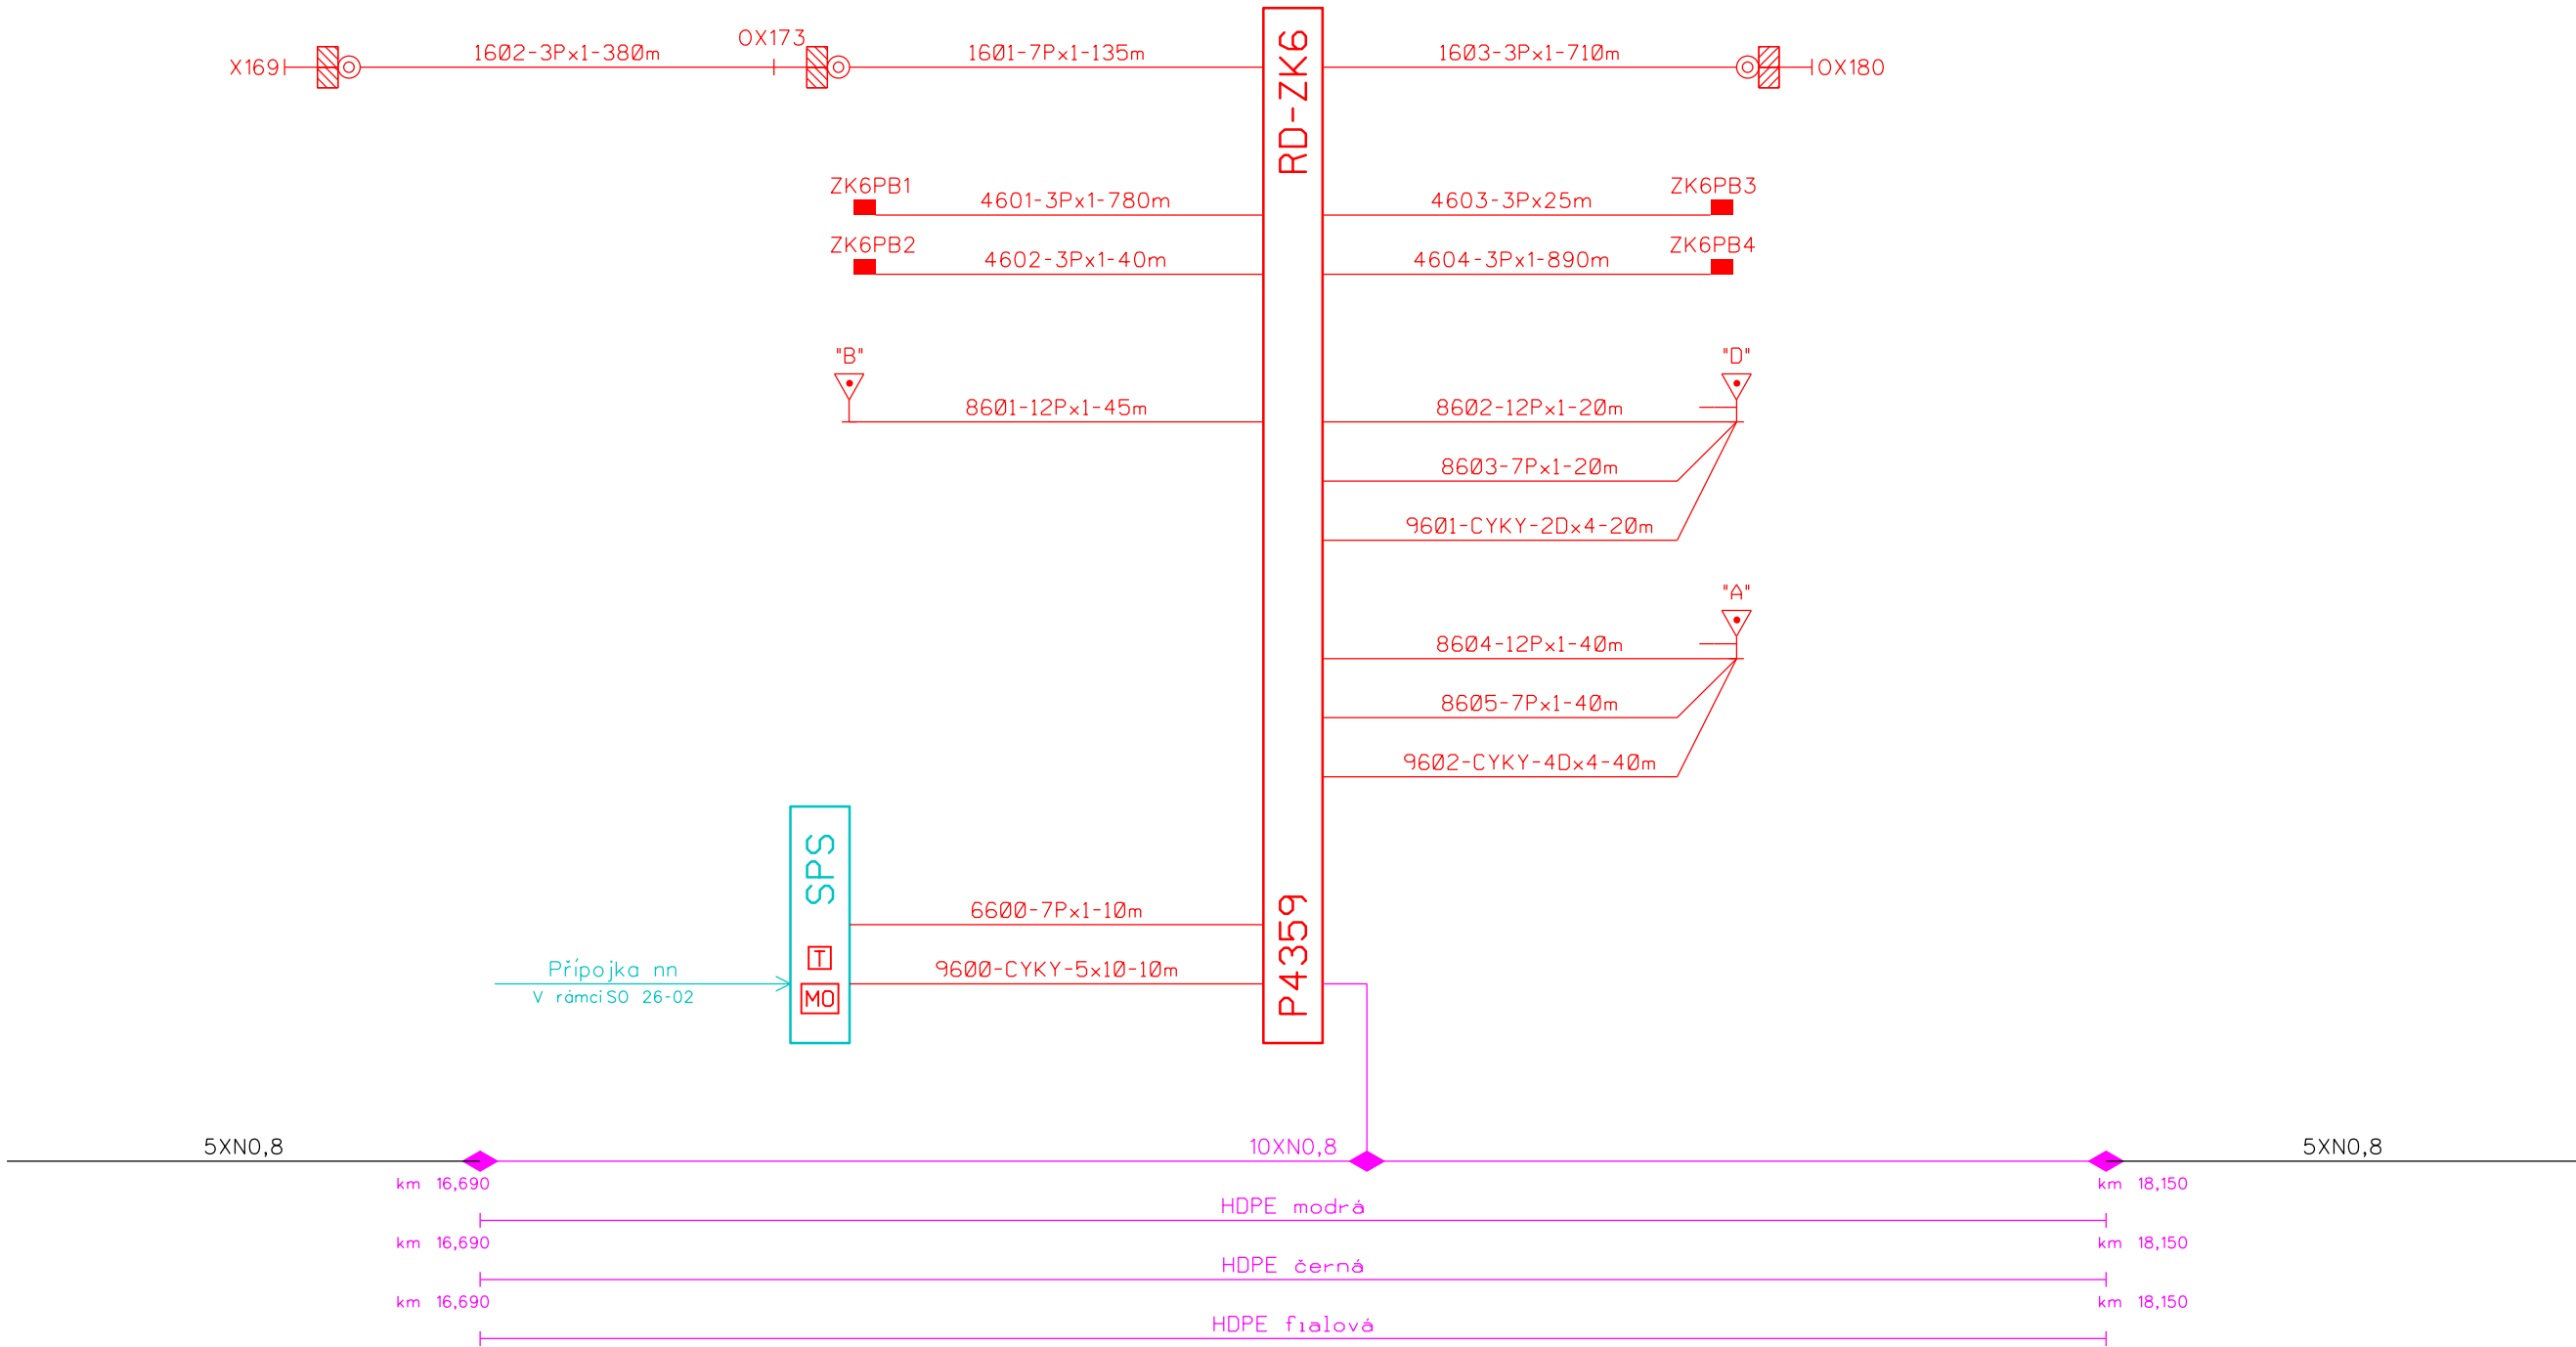 X169
1602-3Px1-380m
OX173
1601-7Px1-135m
RD-ZK6
1603-3Px1-710m
OX180
ZK6PB1
4601-3Px1-780m
4603-3Px25m
ZK6PB3
ZK6PB2
4602-3Px1-40m
4604-3Px1-890m
ZK6PB4
"B"
8601-12Px1-45m
"D"
8602-12Px1-20m
8603-7Px1-20m
9601-CYKY-2Dx4-20m
"A"
8604-12Px1-40m
8605-7Px1-40m
9602-CYKY-4Dx4-40m
SPS
T
MO
6600-7Px1-10m
9600-CYKY-5x10-10m
P4359
Přípojka nn
V rámci SO 26-02
5XN0,8
10XN0,8
5XN0,8
km 16,690
km 18,150
HDPE modrá
km 16,690
km 18,150
HDPE černá
km 16,690
km 18,150
HDPE fialová